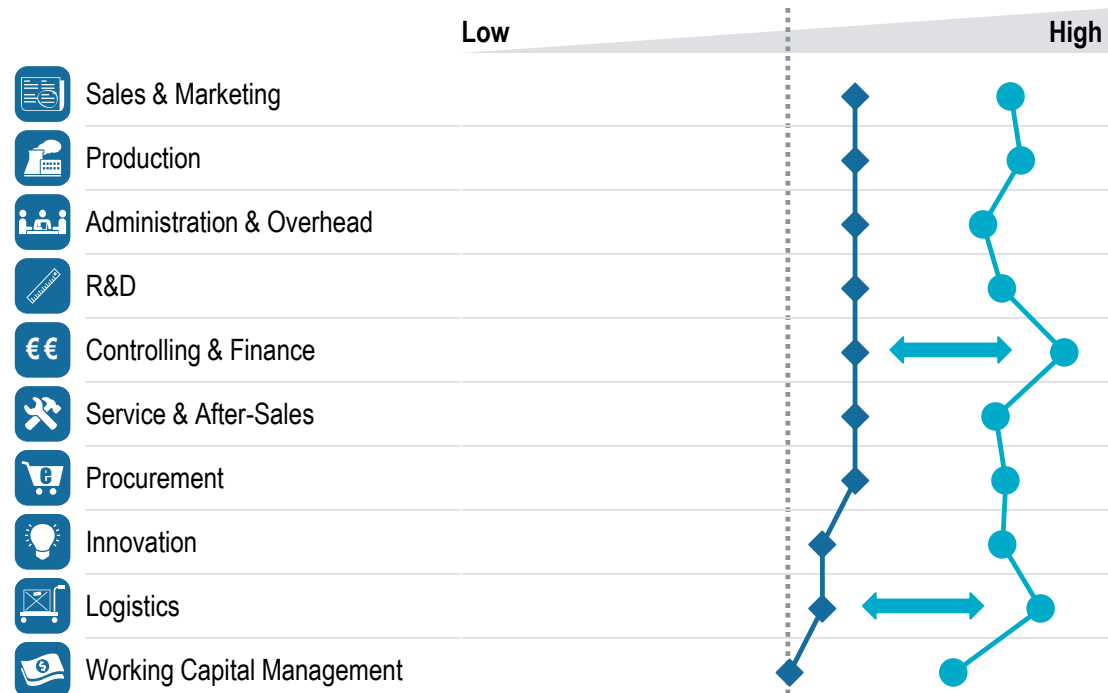 Low High
Sales & Marketing
Production
Administration & Overhead
R&D
€€ Controlling & Finance
Service & After-Sales
e Procurement
Innovation
Logistics
$ Working Capital Management